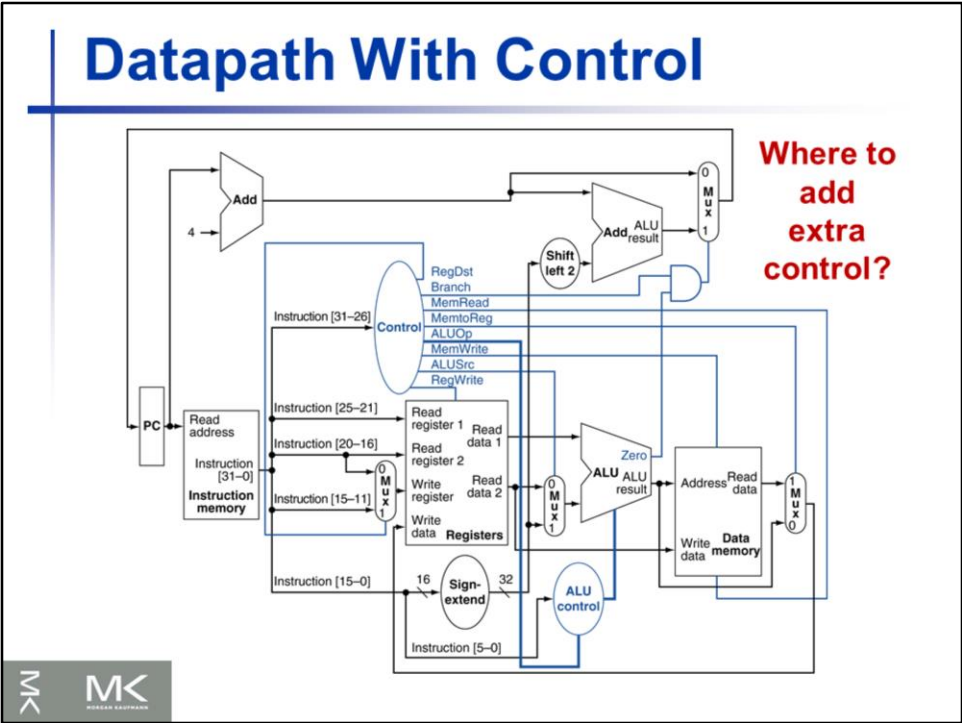 Datapath With Control
Where to
add
extra
control?
0
M
u
x
1
Add
4
Add ALU
result
Shift
left 2
RegDst
Branch
MemRead
MemtoReg
ALUOp
MemWrite
ALUSrc
RegWrite
Instruction [31–26]
Control
PC
Read
address
Instruction
[31–0]
Instruction
memory
Instruction [25–21]
Instruction [20–16]
Instruction [15–11]
0
M
u
x
1
Read
register 1
Read
data 1
Read
register 2
Write
register
Read
data 2
Write
data
Registers
0
M
u
x
1
Zero
ALU
ALU
result
Address
Read
data
Write
data
Data
memory
1
M
u
x
0
Instruction [15–0]
16
Sign-
extend
32
ALU
control
Instruction [5–0]
MK
MK
MORGAN KAUFMANN